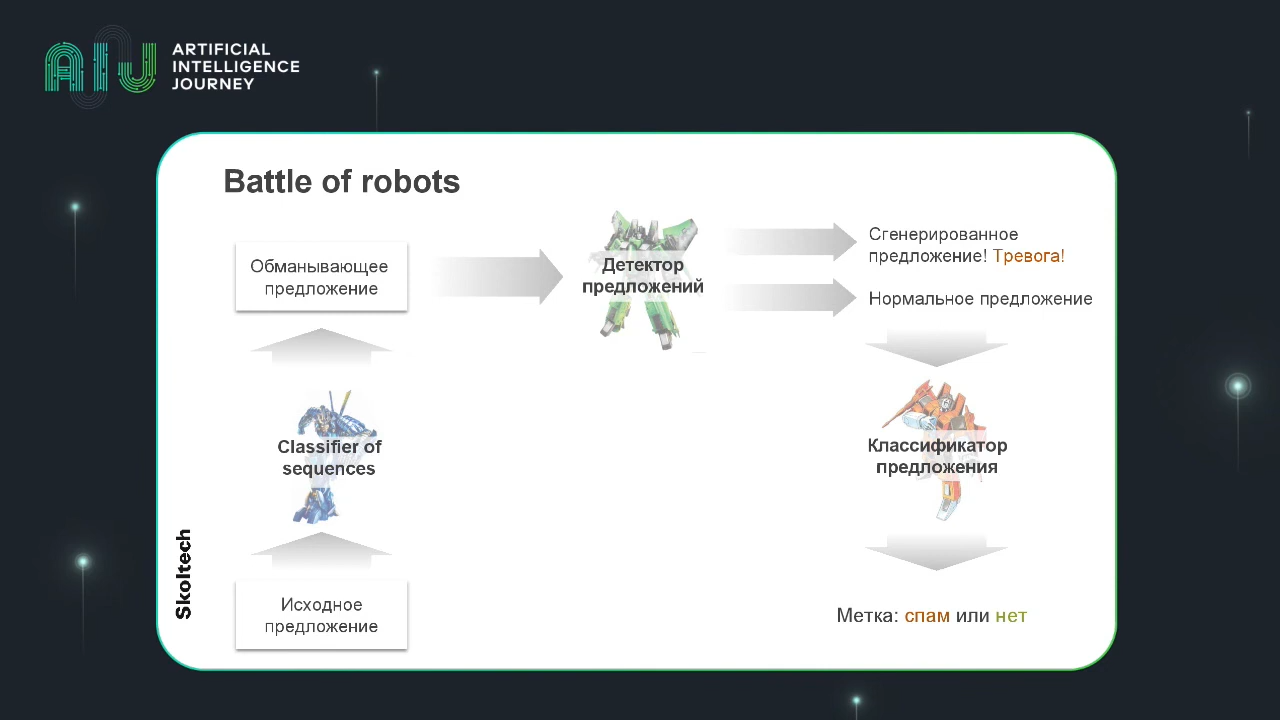 ARTIFICIAL
INTELLIGENCE
JOURNEY
Battle of robots
Обманывающее
предложение
Детектор
предложений
Сгенерированное
предложение! Тревога!
Нормальное предложение
Classifier of
sequences
Классификатор
предложения
Исходное
предложение
Метка: спам или нет
Skoltech